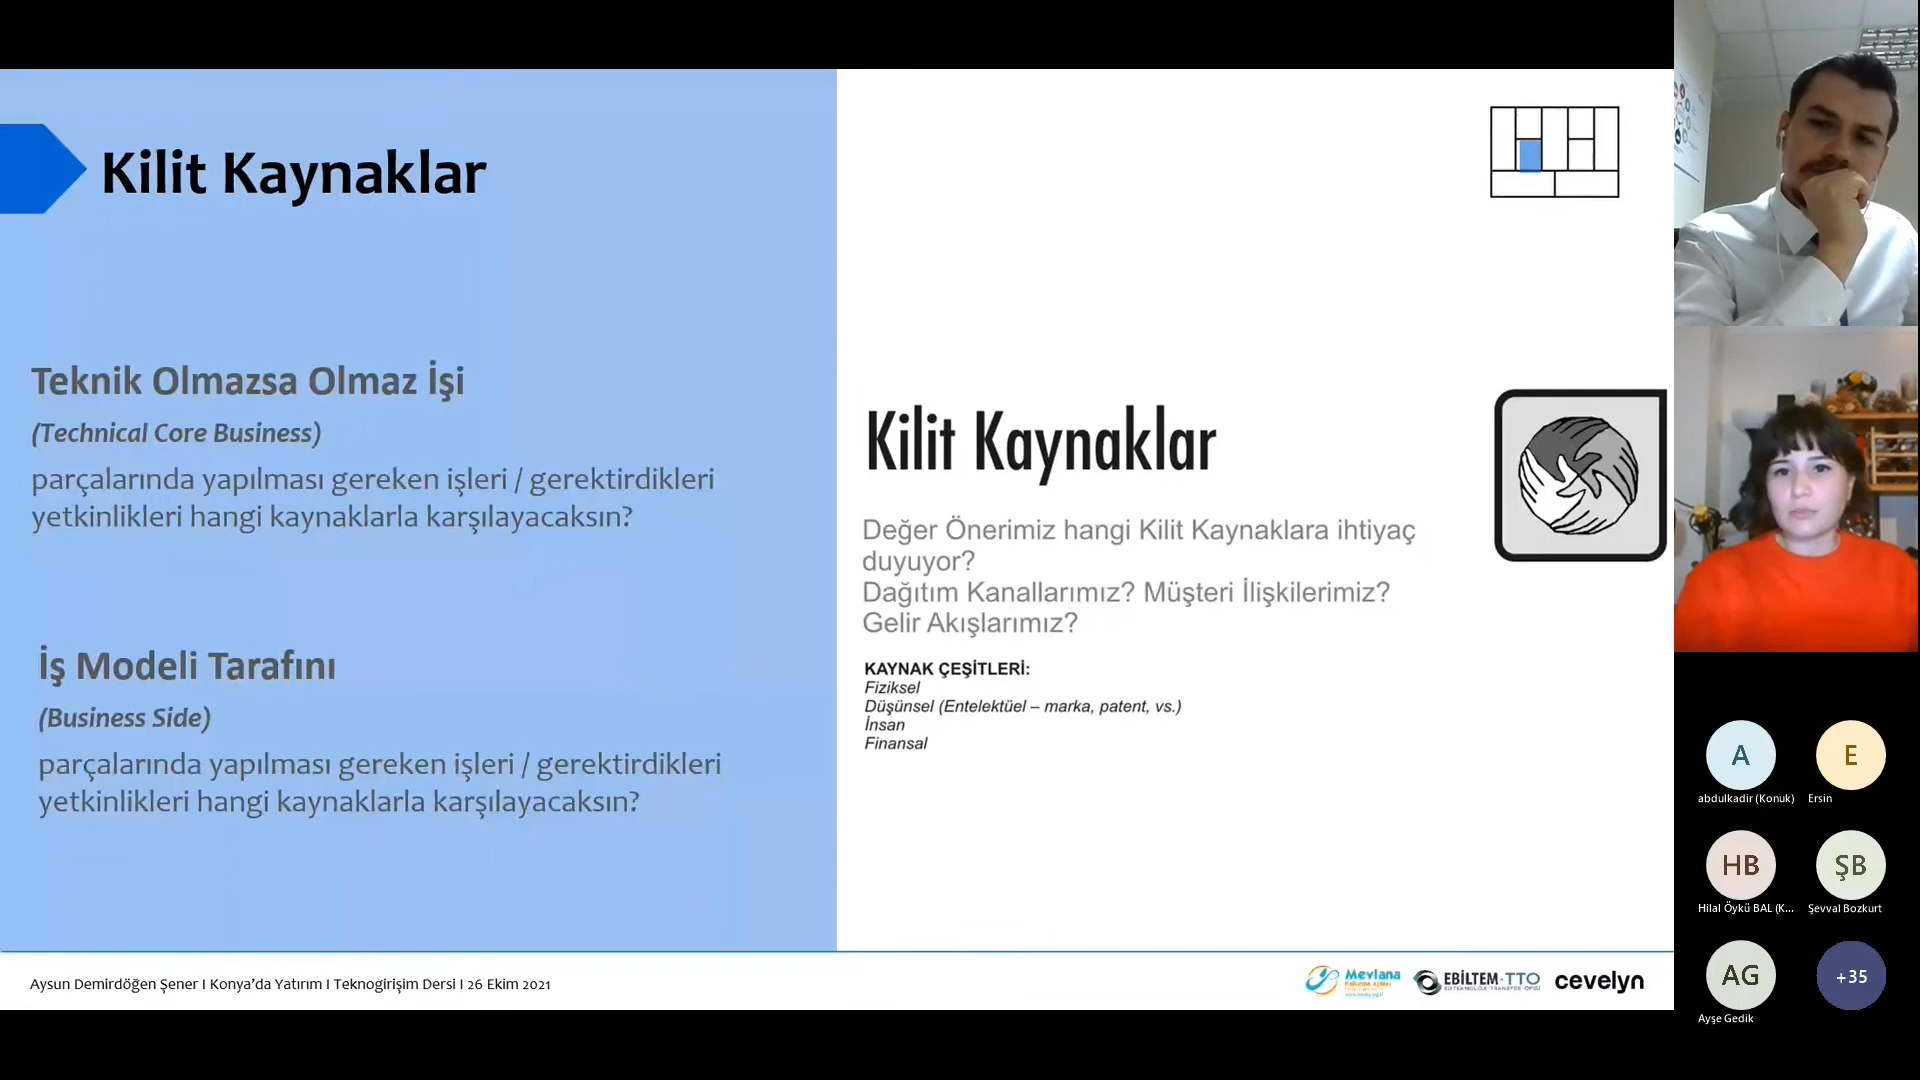 Kilit Kaynaklar
Teknik Olmazsa Olmaz İşi
(Technical Core Business)
parçalarında yapılması gereken işleri / gerektirdikleri
yetkinlikleri hangi kaynaklarla karşılayacaksın?
İş Modeli Tarafını
(Business Side)
parçalarında yapılması gereken işleri / gerektirdikleri
yetkinlikleri hangi kaynaklarla karşılayacaksın?
Kilit Kaynaklar
Değer Önerimiz hangi Kilit Kaynaklara ihtiyaç
duyuyor?
Dağıtım Kanallarımız? Müşteri İlişkilerimiz?
Gelir Akışlarımız?
KAYNAK ÇEŞİTLERİ:
Fiziksel
Düşünsel (Entelektüel – marka, patent, vs.)
İnsan
Finansal
Aysun Demirdöğen Şener I Konya’da Yatırım I Teknogirişim Dersi I 26 Ekim 2021
Mevlana
EBİLTEM-TTO
cevelyn
A
abdulkadir (Konuk)
E
Ersin
HB
Hilal Öykü BAL (K...
ŞB
Şevval Bozkurt
AG
Ayşe Gedik
+35